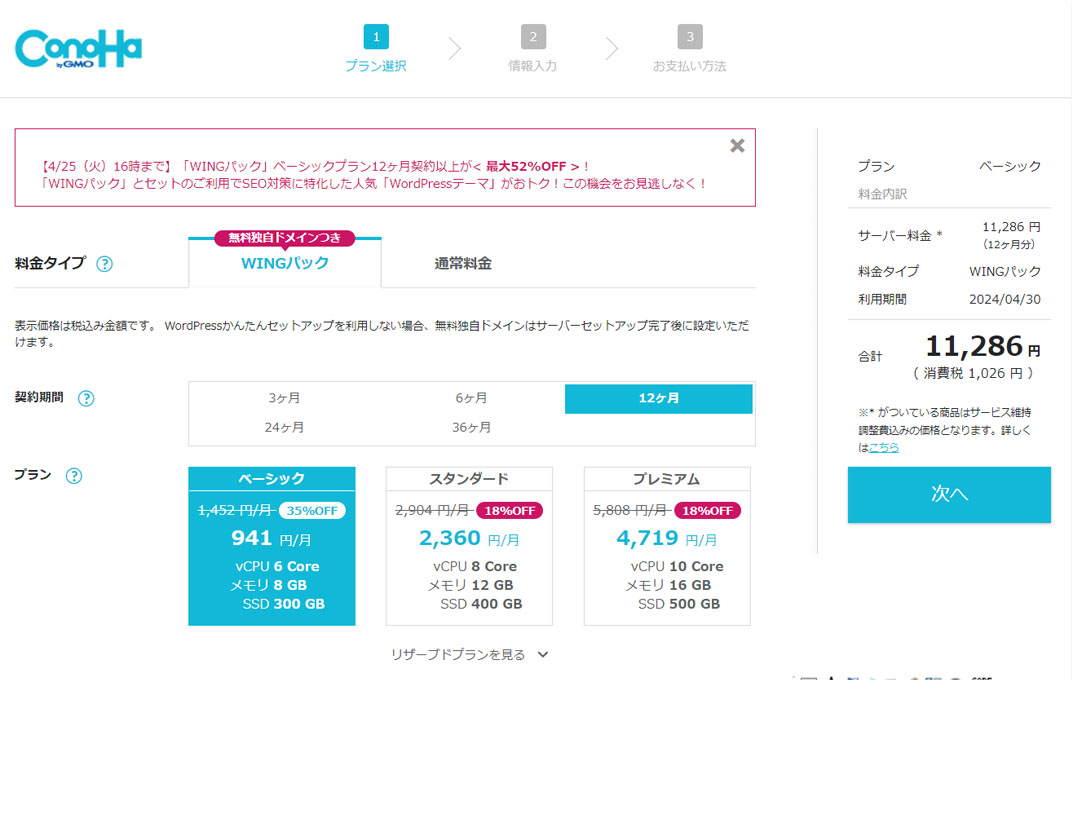 ConoHa
by GMO
1
プラン選択
2
情報入力
3
お支払い方法
【4/25（火）16時まで】「WINGパック」ベーシックプラン12ヶ月契約以上が< 最大52%OFF >！
「WINGパック」とセットのご利用でSEO対策に特化した人気「WordPressテーマ」がおトク！この機会をお見逃しなく！
料金タイプ ?
無料独自ドメインつき
WINGパック
通常料金
表示価格は税込み金額です。 WordPressかんたんセットアップを利用しない場合、無料独自ドメインはサーバーセットアップ完了後に設定いただ
けます。
契約期間 ?
3ヶ月 6ヶ月 12ヶ月
24ヶ月 36ヶ月
プラン ?
ベーシック
1,452 円/月 35%OFF
941 円/月
vCPU 6 Core
メモリ 8 GB
SSD 300 GB
スタンダード
2,904 円/月 18%OFF
2,360 円/月
vCPU 8 Core
メモリ 12 GB
SSD 400 GB
プレミアム
5,808 円/月 18%OFF
4,719 円/月
vCPU 10 Core
メモリ 16 GB
SSD 500 GB
リザーブドプランを見る
プラン ベーシック
料金内訳
サーバー料金 * 11,286 円
（12ヶ月分）
料金タイプ WINGパック
利用期間 2024/04/30
合計 11,286 円
（ 消費税 1,026 円 ）
※* がついている商品はサービス維持
調整費込みの価格となります。詳しく
はこちら
次へ